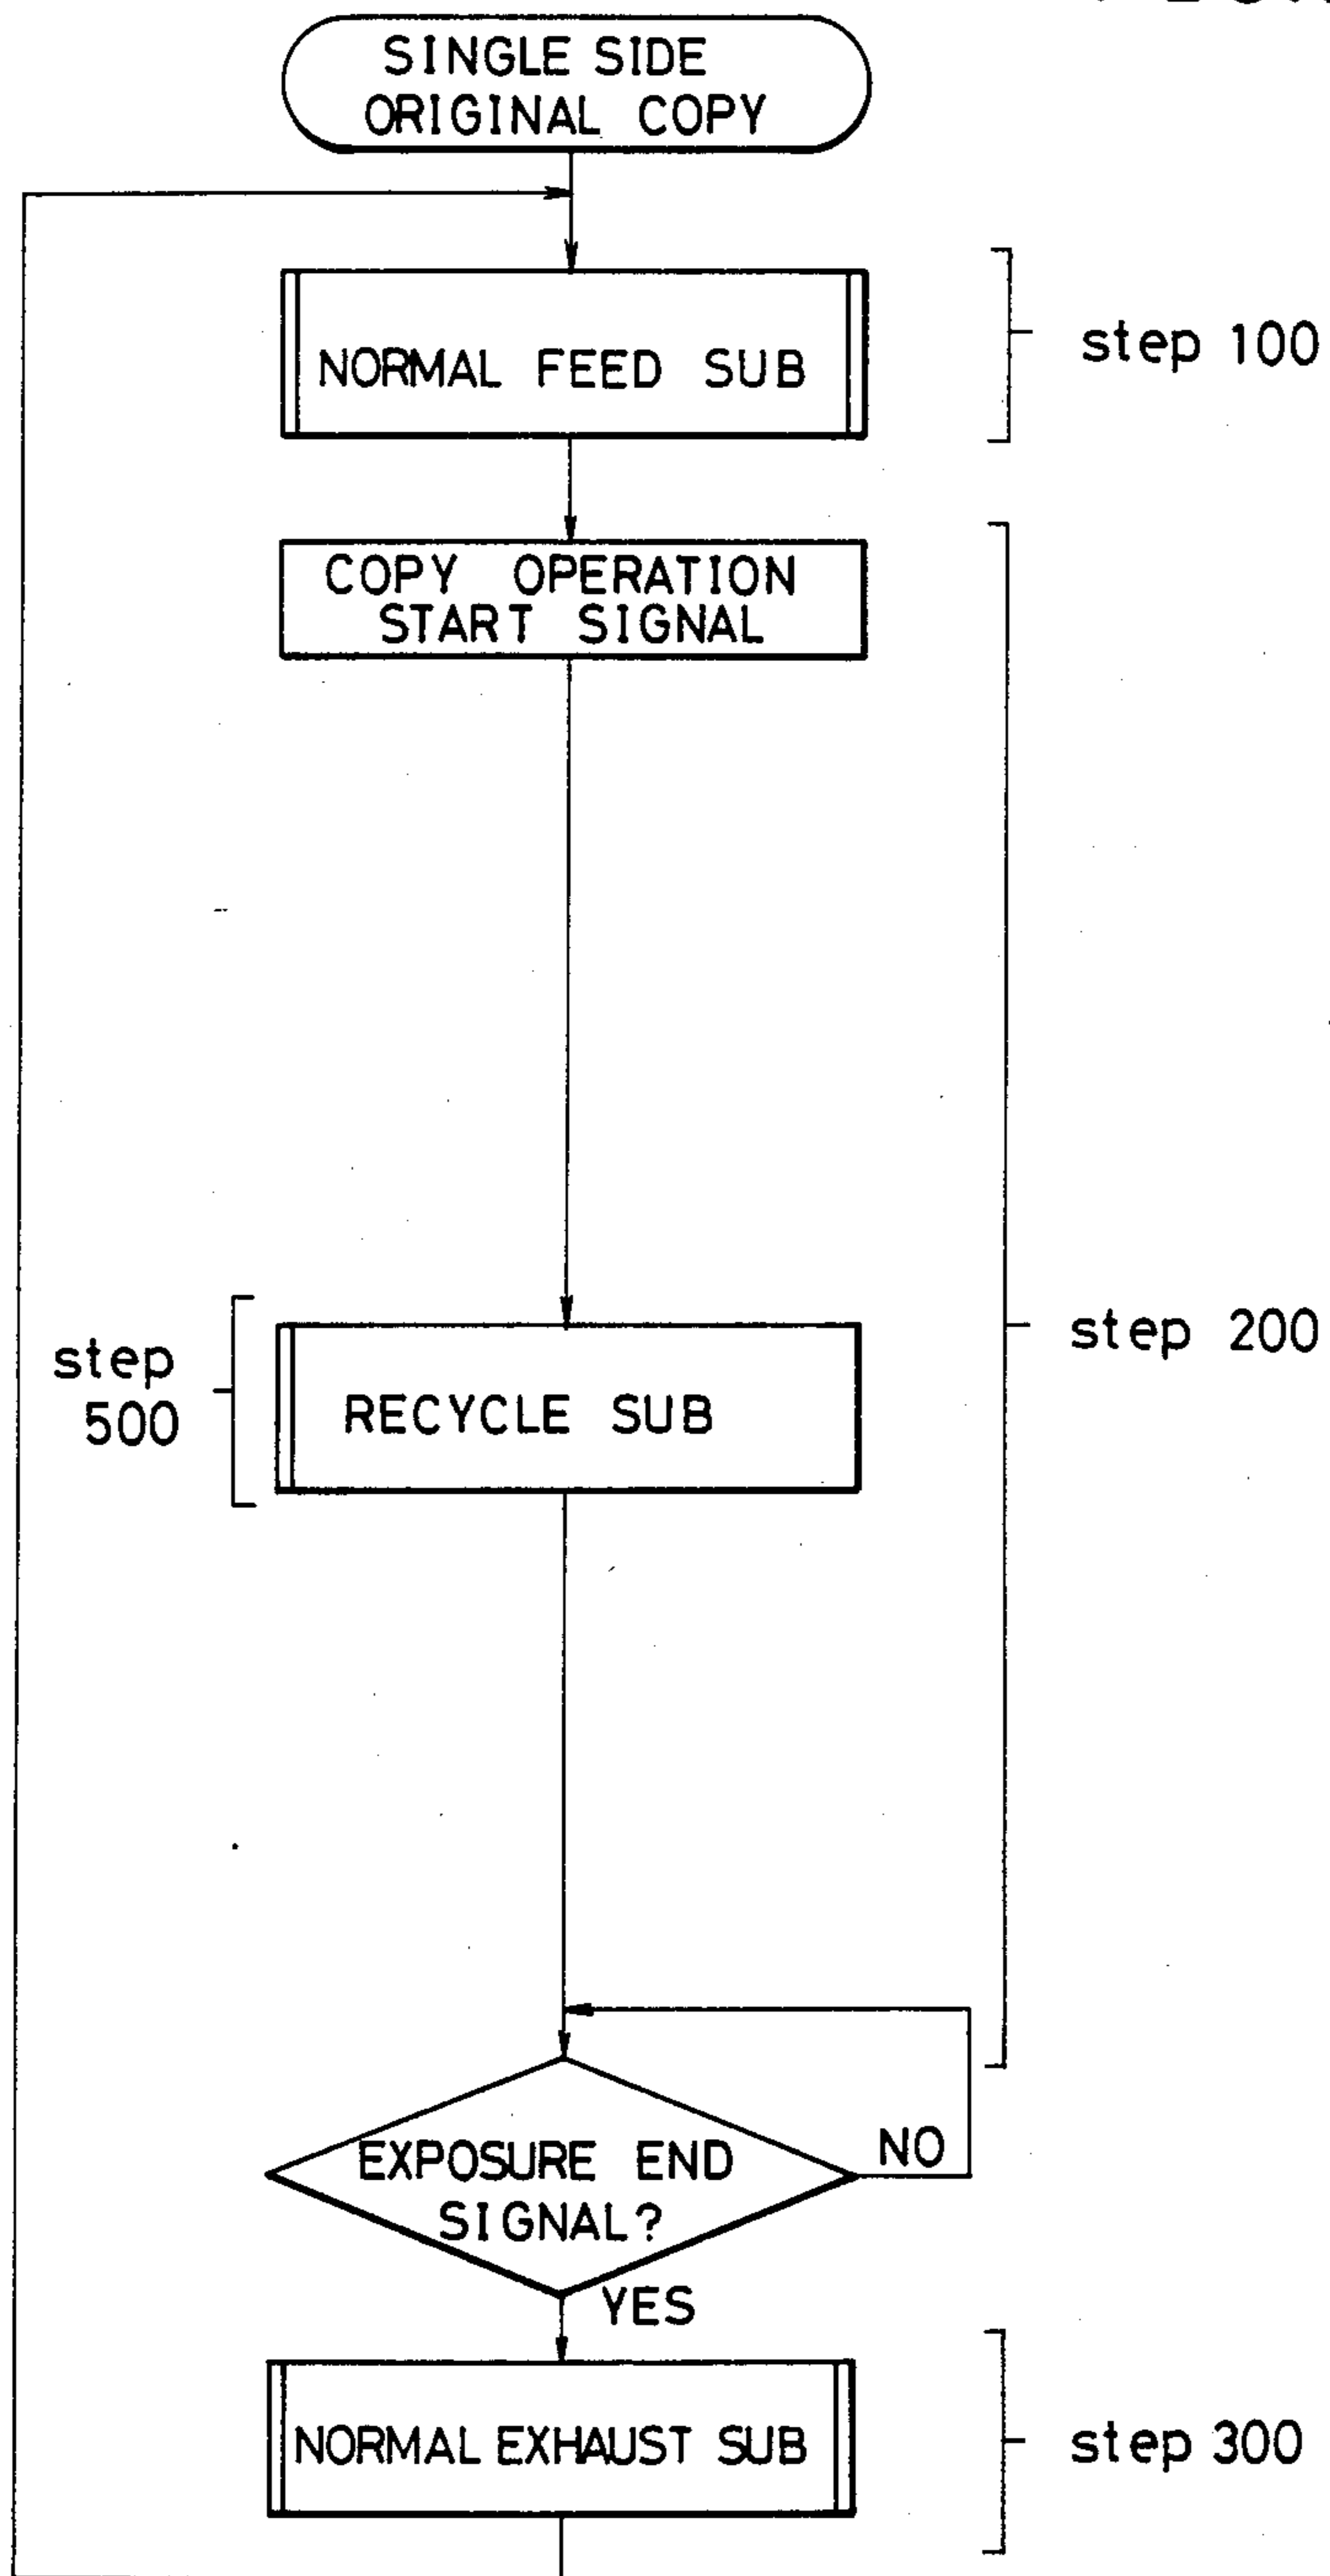 SINGLE SIDE
ORIGINAL COPY
NORMAL FEED SUB
step 100
COPY OPERATION
START SIGNAL
step 200
step
500
RECYCLE SUB
EXPOSURE END
SIGNAL?
NO
YES
NORMAL EXHAUST SUB
step 300